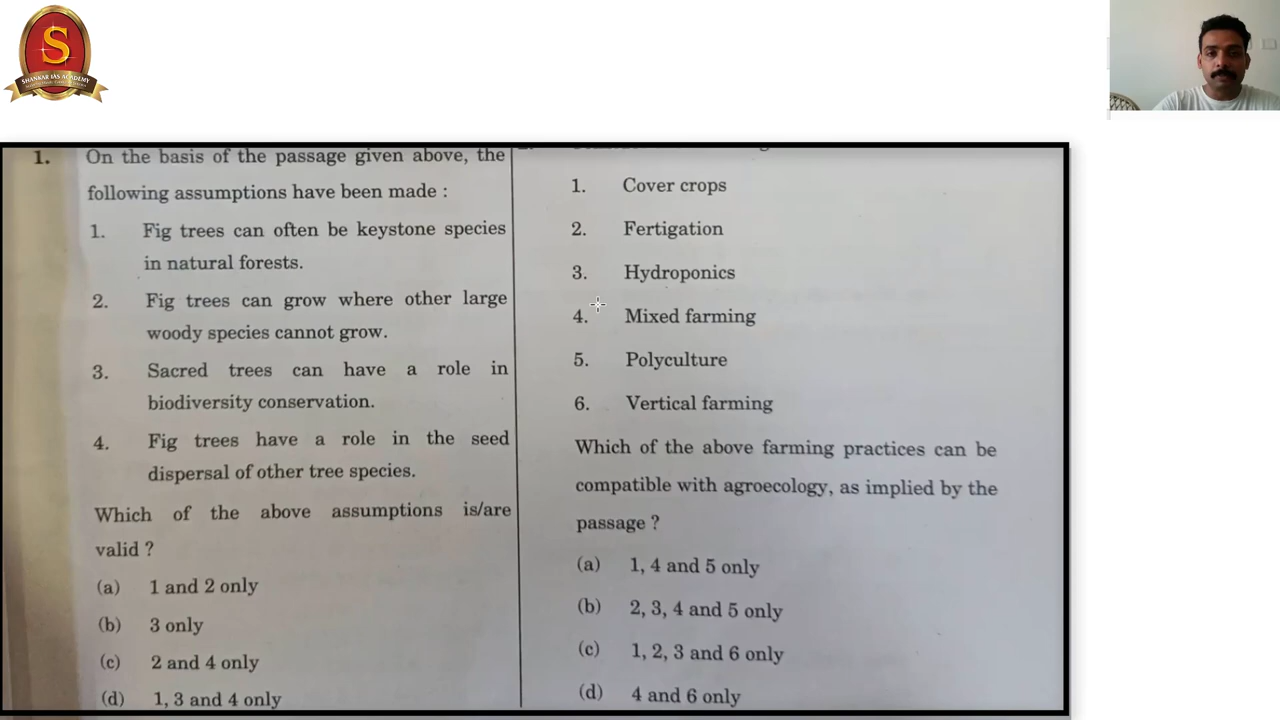 S
SHANKAR IAS ACADEMY
1. On the basis of the passage given above, the
following assumptions have been made :
1. Fig trees can often be keystone species
in natural forests.
2. Fig trees can grow where other large
woody species cannot grow.
3. Sacred trees can have a role in
biodiversity conservation.
4. Fig trees have a role in the seed
dispersal of other tree species.
Which of the above assumptions is/are
valid ?
(a) 1 and 2 only
(b) 3 only
(c) 2 and 4 only
(d) 1, 3 and 4 only
1. Cover crops
2. Fertigation
3. Hydroponics
4. Mixed farming
5. Polyculture
6. Vertical farming
Which of the above farming practices can be
compatible with agroecology, as implied by the
passage ?
(a) 1, 4 and 5 only
(b) 2, 3, 4 and 5 only
(c) 1, 2, 3 and 6 only
(d) 4 and 6 only